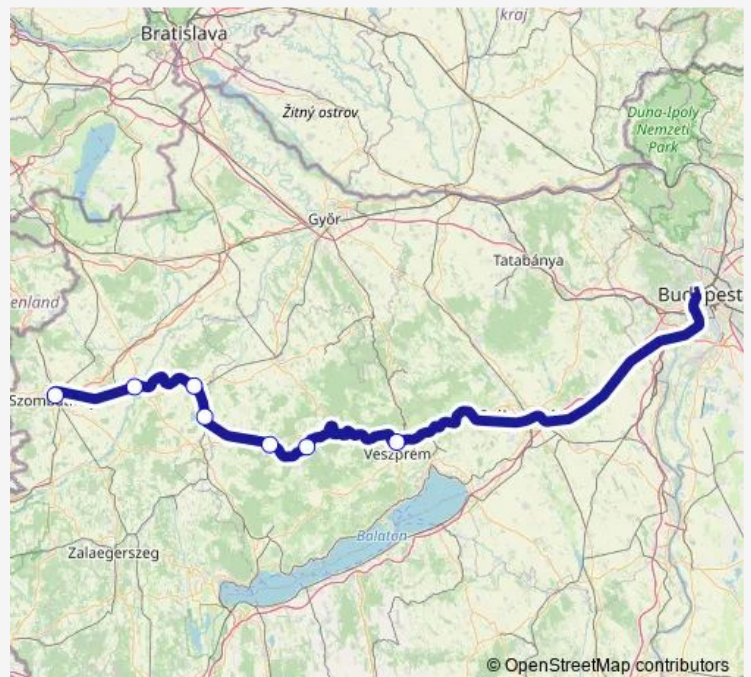 kraj
Bratislava
Žitný ostrov
Duna-Ipoly
Nemzeti
Park
Győr
Tatabánya
enland
Budapest
Veszprém
Balaton
Zalaegerszeg
© OpenStreetMap contributors